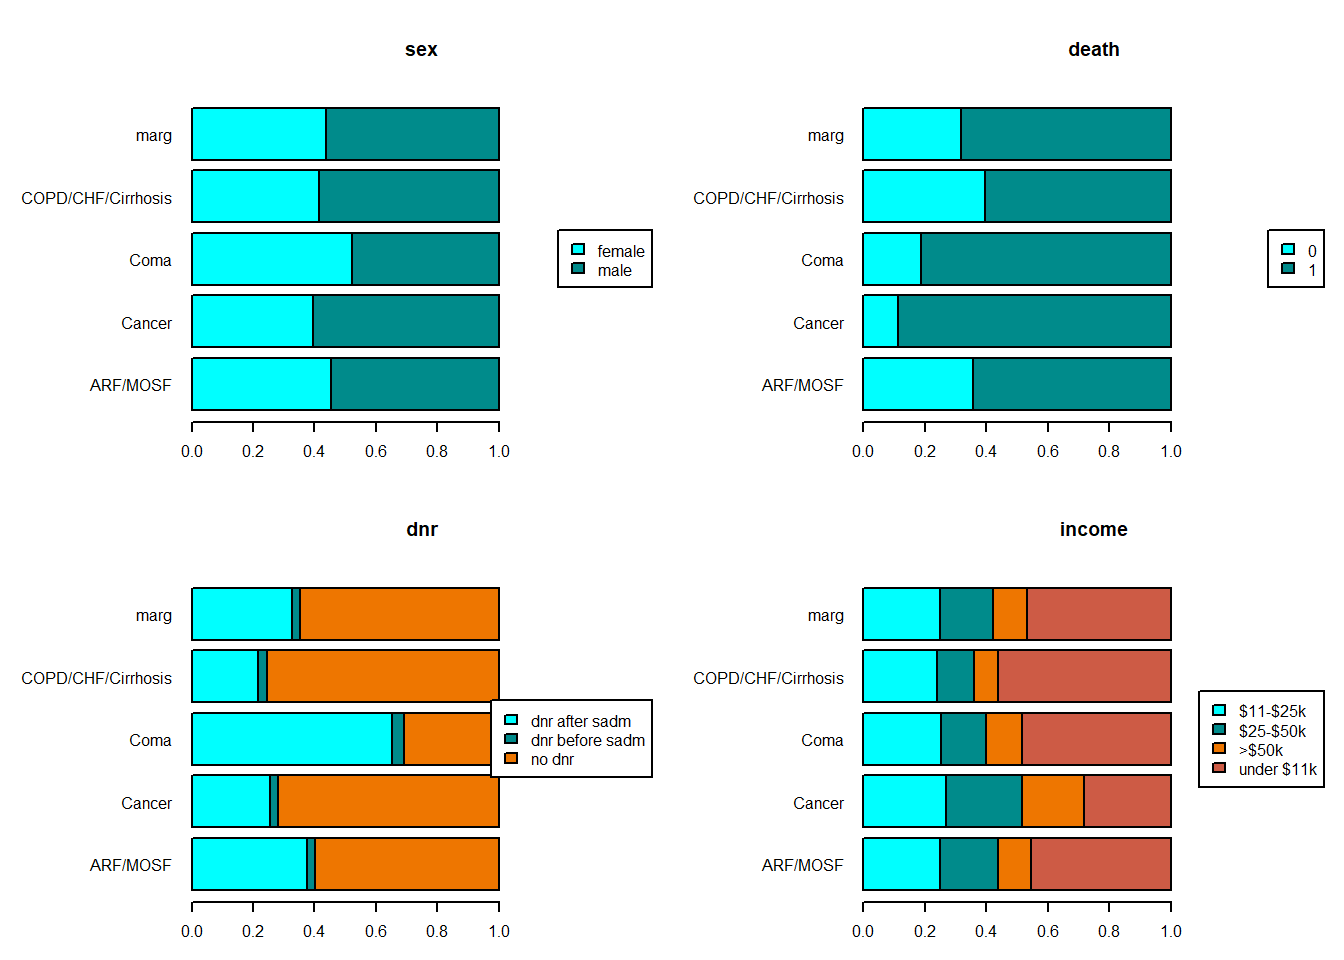 sex
marg
COPD/CHF/Cirrhosis
Coma
Cancer
ARF/MOSF
0.0 0.2 0.4 0.6 0.8 1.0
female
male
death
marg
COPD/CHF/Cirrhosis
Coma
Cancer
ARF/MOSF
0.0 0.2 0.4 0.6 0.8 1.0
0
1
dnr
marg
COPD/CHF/Cirrhosis
Coma
Cancer
ARF/MOSF
0.0 0.2 0.4 0.6 0.8 1.0
dnr after sadm
dnr before sadm
no dnr
income
marg
COPD/CHF/Cirrhosis
Coma
Cancer
ARF/MOSF
0.0 0.2 0.4 0.6 0.8 1.0
$11-$25k
$25-$50k
>$50k
under $11k